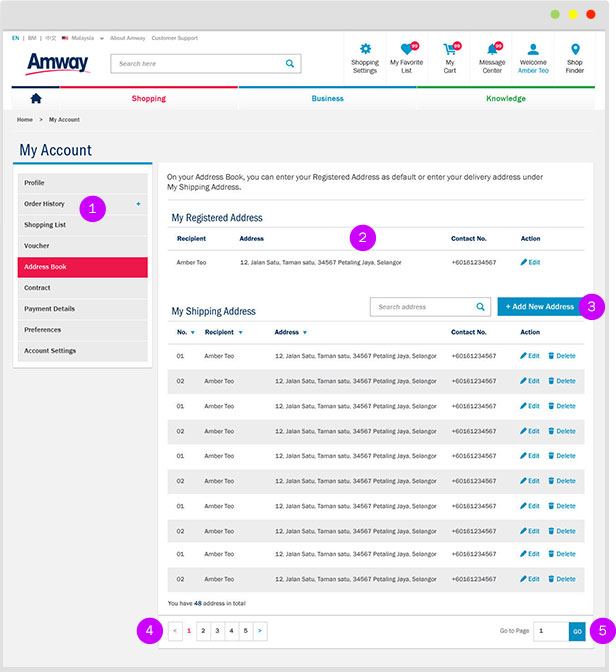 EN | BM | 中文 Malaysia About Amway Customer Support
Amway
Search here
99 99 99
Shopping Settings My Favorite List My Cart Message Center Welcome Amber Teo Shop Finder
Shopping Business Knowledge
Home > My Account
My Account
Profile
Order History +
1
Shopping List
Voucher
Address Book
Contract
Payment Details
Preferences
Account Settings
On your Address Book, you can enter your Registered Address as default or enter your delivery address under
My Shipping Address.
My Registered Address
2
Recipient Address Contact No. Action
Amber Teo 12, Jalan Satu, Taman satu, 34567 Petaling Jaya, Selangor +60161234567 Edit
My Shipping Address Search address + Add New Address 3
No. Recipient Address Contact No. Action
01 Amber Teo 12, Jalan Satu, Taman satu, 34567 Petaling Jaya, Selangor +60161234567 Edit Delete
02 Amber Teo 12, Jalan Satu, Taman satu, 34567 Petaling Jaya, Selangor +60161234567 Edit Delete
01 Amber Teo 12, Jalan Satu, Taman satu, 34567 Petaling Jaya, Selangor +60161234567 Edit Delete
02 Amber Teo 12, Jalan Satu, Taman satu, 34567 Petaling Jaya, Selangor +60161234567 Edit Delete
01 Amber Teo 12, Jalan Satu, Taman satu, 34567 Petaling Jaya, Selangor +60161234567 Edit Delete
02 Amber Teo 12, Jalan Satu, Taman satu, 34567 Petaling Jaya, Selangor +60161234567 Edit Delete
01 Amber Teo 12, Jalan Satu, Taman satu, 34567 Petaling Jaya, Selangor +60161234567 Edit Delete
02 Amber Teo 12, Jalan Satu, Taman satu, 34567 Petaling Jaya, Selangor +60161234567 Edit Delete
01 Amber Teo 12, Jalan Satu, Taman satu, 34567 Petaling Jaya, Selangor +60161234567 Edit Delete
02 Amber Teo 12, Jalan Satu, Taman satu, 34567 Petaling Jaya, Selangor +60161234567 Edit Delete
You have 48 address in total
4 < 1 2 3 4 5 > Go to Page 1 GO 5